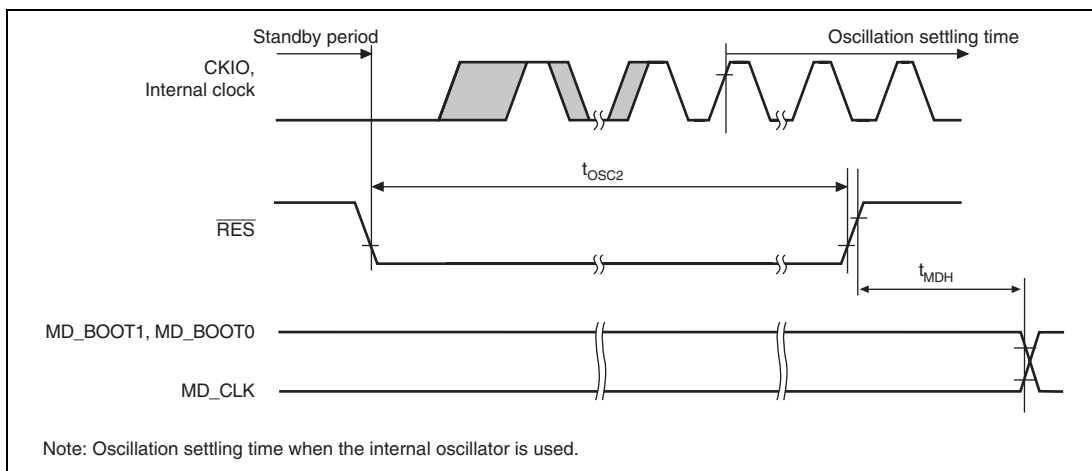 Standby period
Oscillation settling time
CKIO,
Internal clock
tOSC2
RES
tMDH
MD_BOOT1, MD_BOOT0
MD_CLK
Note: Oscillation settling time when the internal oscillator is used.